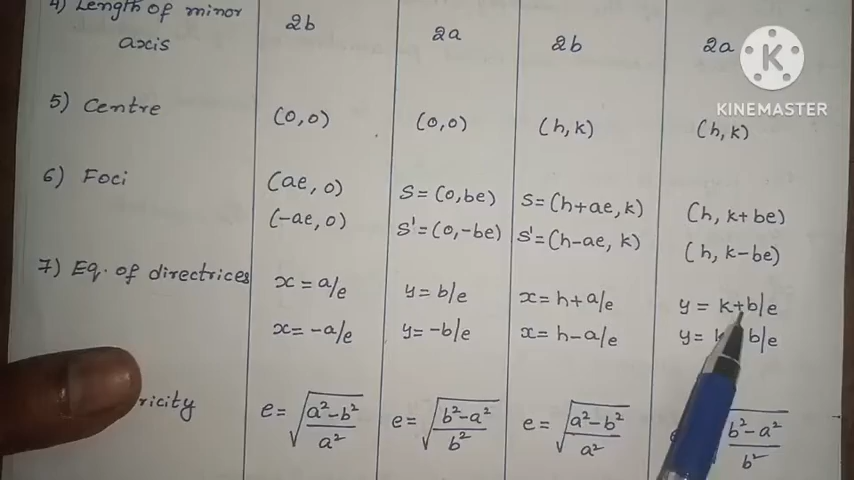 4) Length of minor axis 2b 2a 2b 2a
KINEMASTER
5) Centre (0,0) (0,0) (h,k) (h,k)
6) Foci (ae, 0) S=(0,be) S=(h+ae, k) (h, k+be)
(-ae, 0) S'=(0,-be) S'=(h-ae, k) (h, k-be)
7) Eq. of directrices x = a/e y = b/e x = h+a/e y = k+b/e
x = -a/e y = -b/e x = h-a/e y = b/e
ricity e = √(a²-b²/a²) e = √(b²-a²/b²) e = √(a²-b²/a²) b²-a²/b²